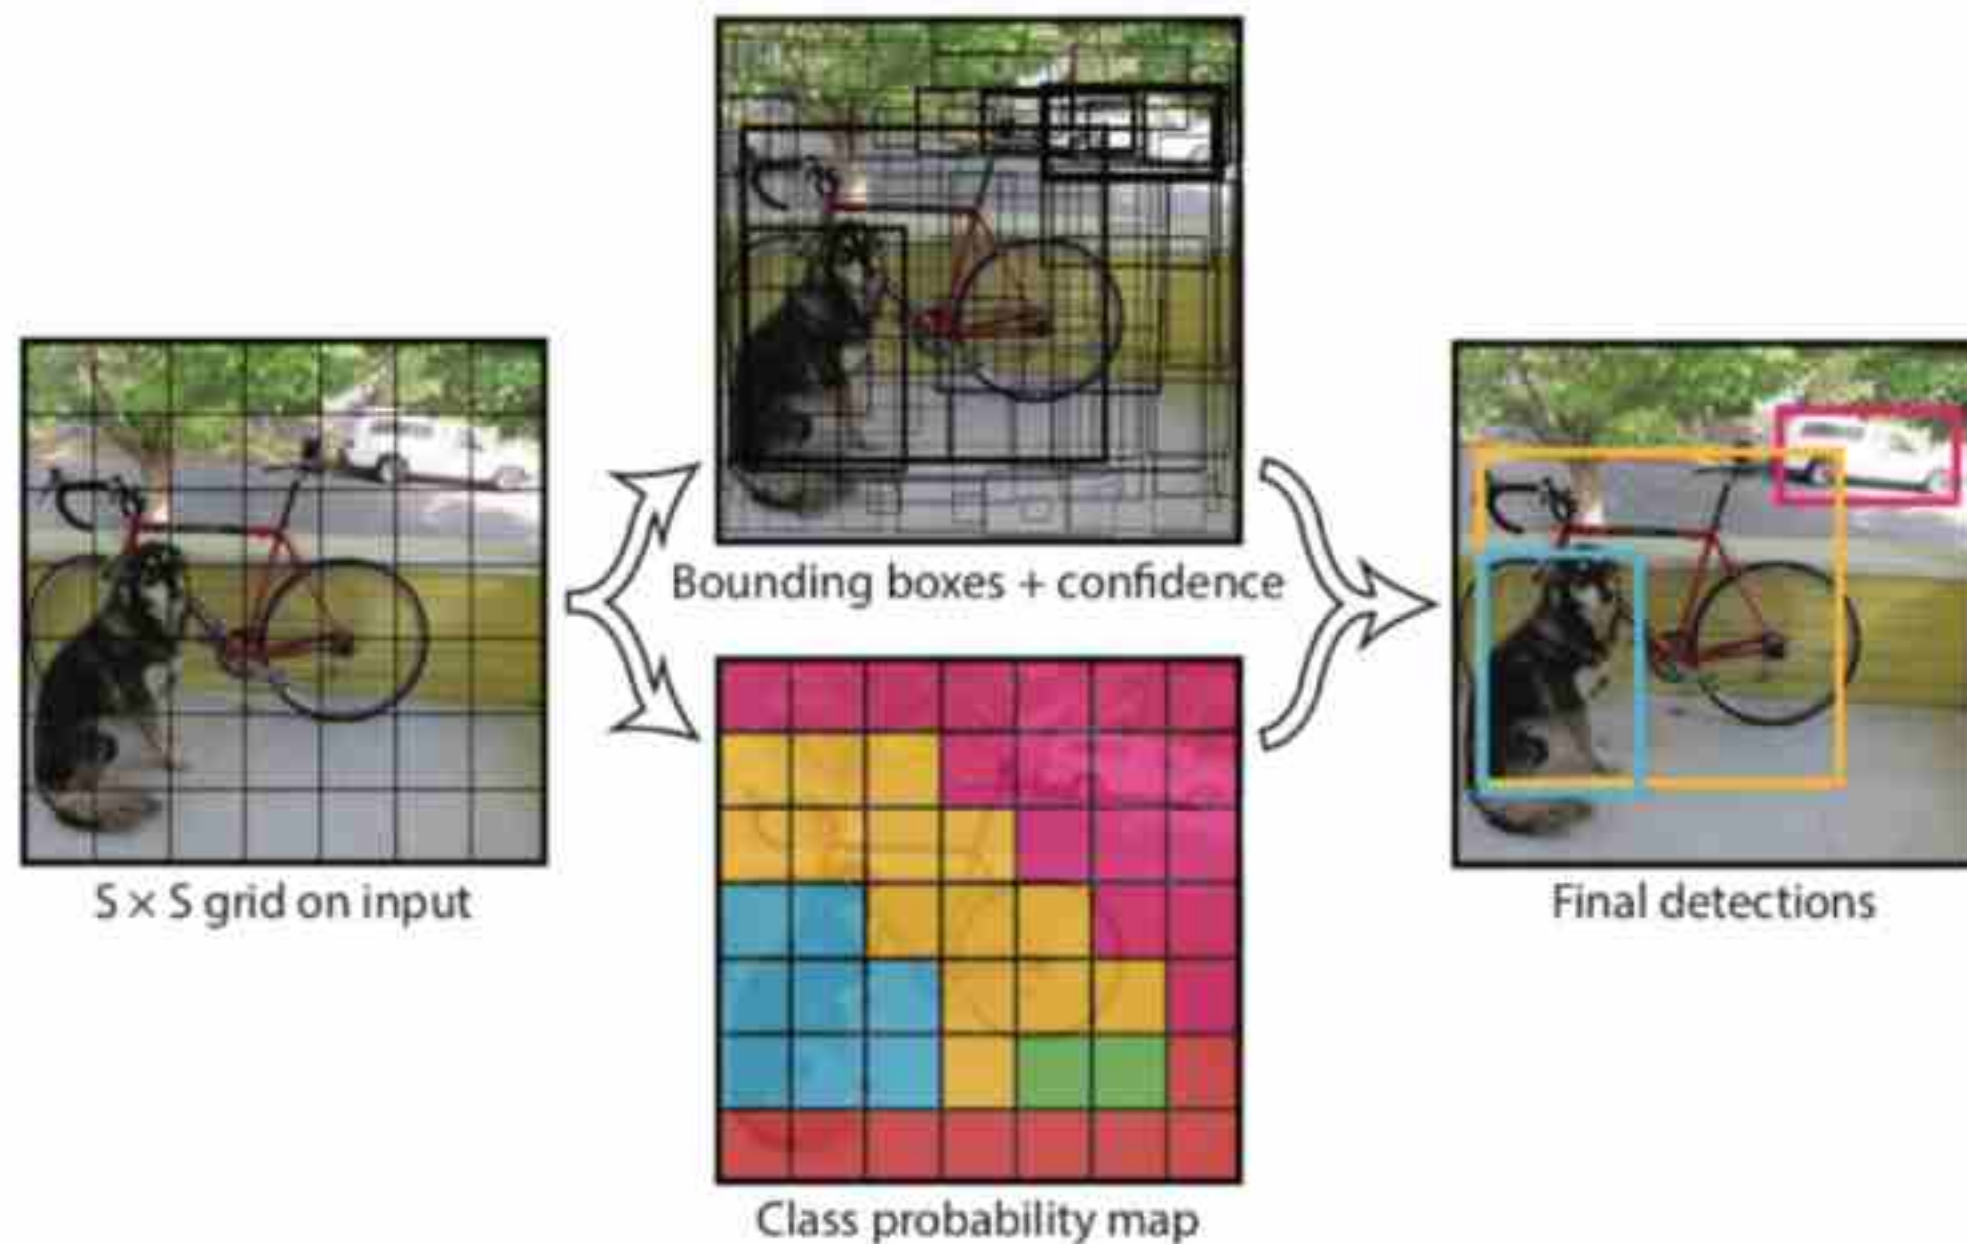 Bounding boxes + confidence
S × S grid on input
Final detections
Class probability map